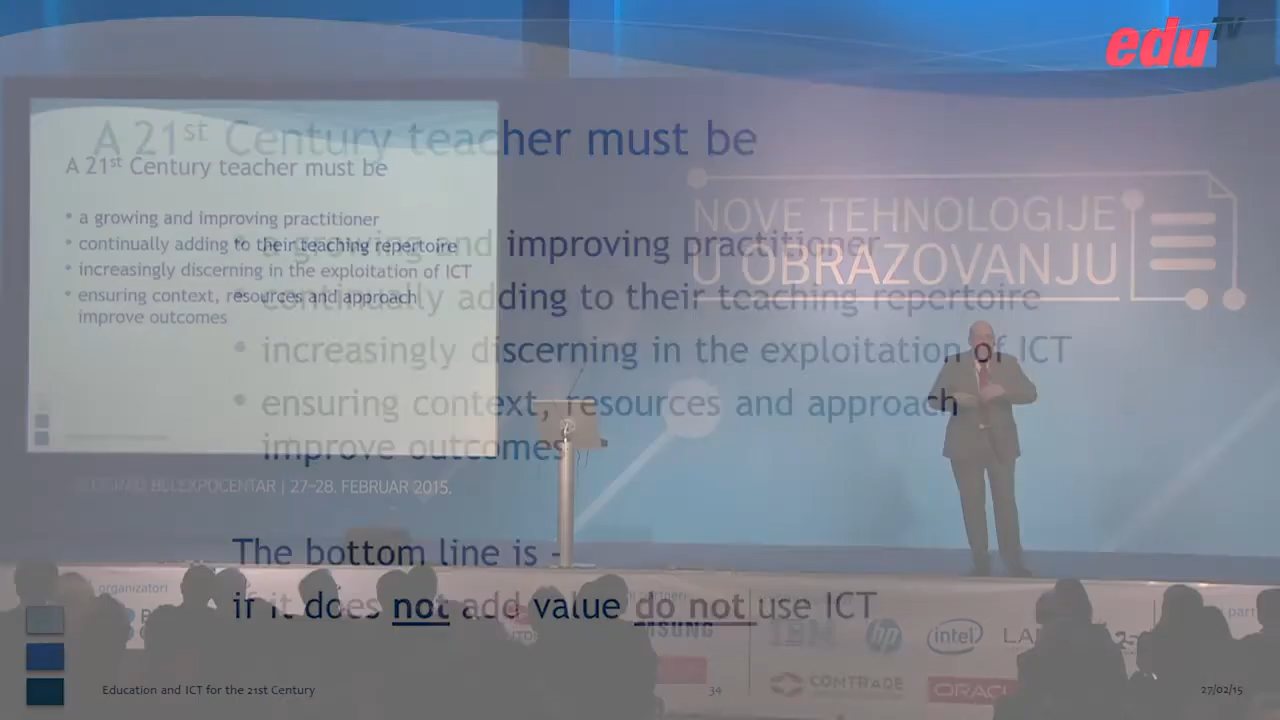 edu TV
A 21st Century teacher must be
• a growing and improving practitioner
• continually adding to their teaching repertoire
• increasingly discerning in the exploitation of ICT
• ensuring context, resources and approach
improve outcomes
The bottom line is -
if it does not add value do not use ICT
Education and ICT for the 21st Century
34
27/02/15
A 21st Century teacher must be
• a growing and improving practitioner
• continually adding to their teaching repertoire
• increasingly discerning in the exploitation of ICT
• ensuring context, resources and approach
improve outcomes
NOVE TEHNOLOGIJE
U OBRAZOVANJU
BELEXPOCENTAR | 27-28. FEBRUAR 2015.
organizatori
SAMSUNG
IBM
hp
intel
COMTRADE
ORACL